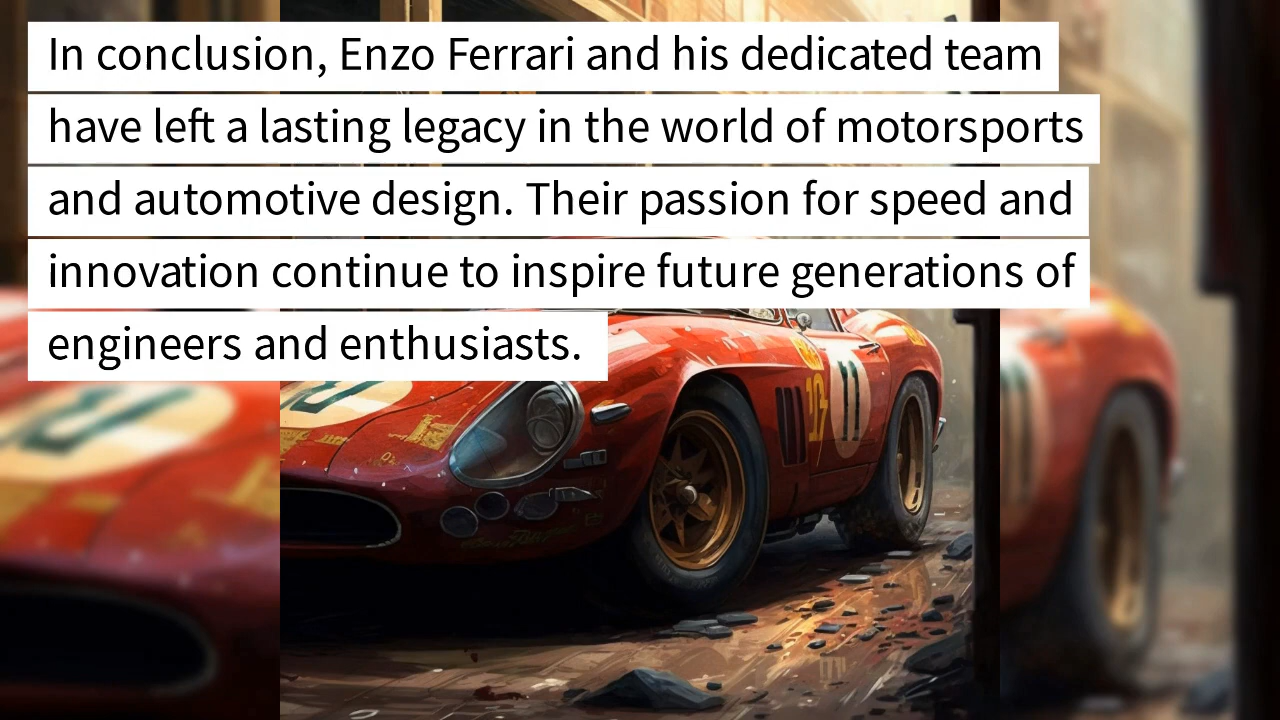 In conclusion, Enzo Ferrari and his dedicated team
have left a lasting legacy in the world of motorsports
and automotive design. Their passion for speed and
innovation continue to inspire future generations of
engineers and enthusiasts.
11